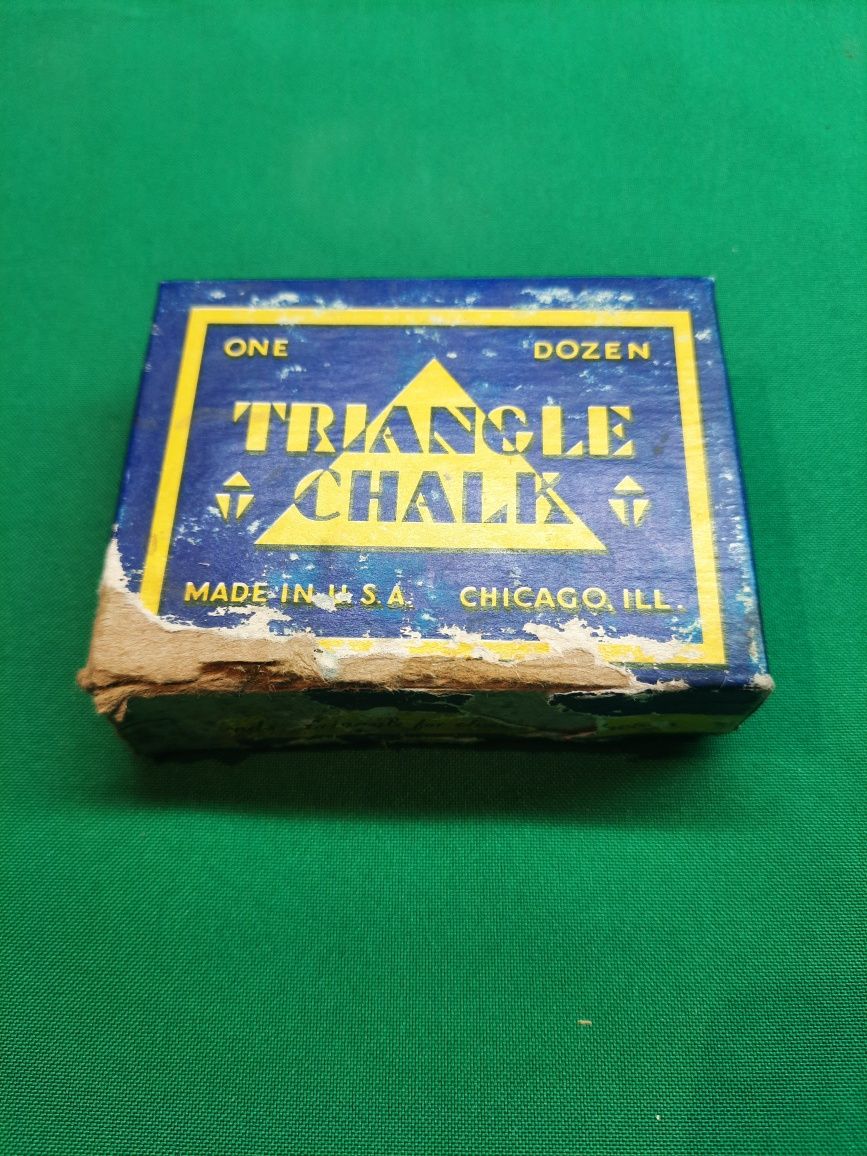 ONE DOZEN
TRIANGLE
CHALK
MADE IN U.S.A. CHICAGO, ILL.